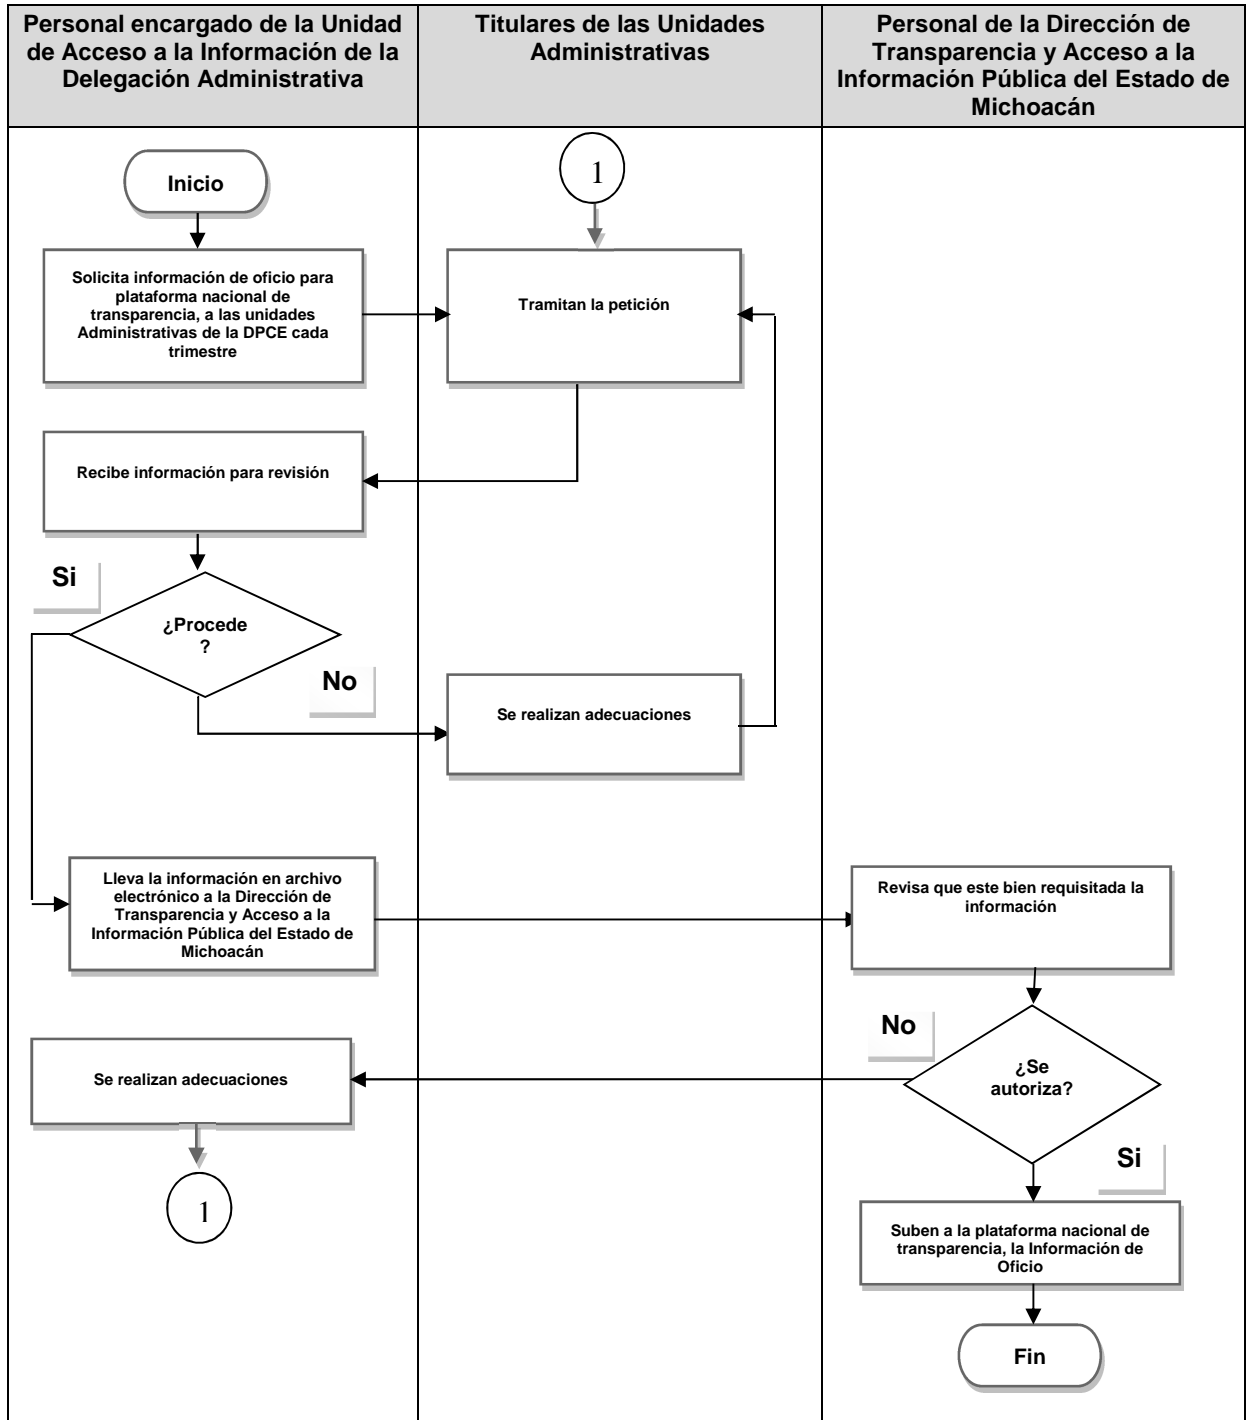 Personal encargado de la Unidad
de Acceso a la Información de la
Delegación Administrativa
Titulares de las Unidades
Administrativas
Personal de la Dirección de
Transparencia y Acceso a la
Información Pública del Estado de
Michoacán
Inicio
1
Solicita información de oficio para
plataforma nacional de
transparencia, a las unidades
Administrativas de la DPCE cada
trimestre
Tramitan la petición
Recibe información para revisión
Si
¿Procede
?
No
Se realizan adecuaciones
Lleva la información en archivo
electrónico a la Dirección de
Transparencia y Acceso a la
Información Pública del Estado de
Michoacán
Revisa que este bien requisitada la
información
No
¿Se
autoriza?
Se realizan adecuaciones
Si
1
Suben a la plataforma nacional de
transparencia, la Información de
Oficio
Fin